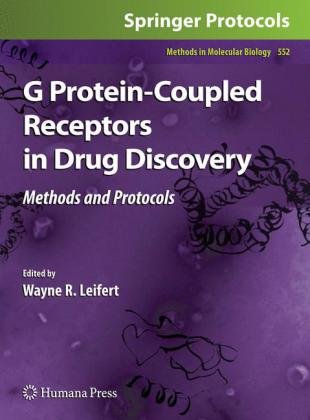 Springer Protocols
Methods in Molecular Biology 552
G Protein-Coupled
Receptors
in Drug Discovery
Methods and Protocols
Edited by
Wayne R. Leifert
Humana Press